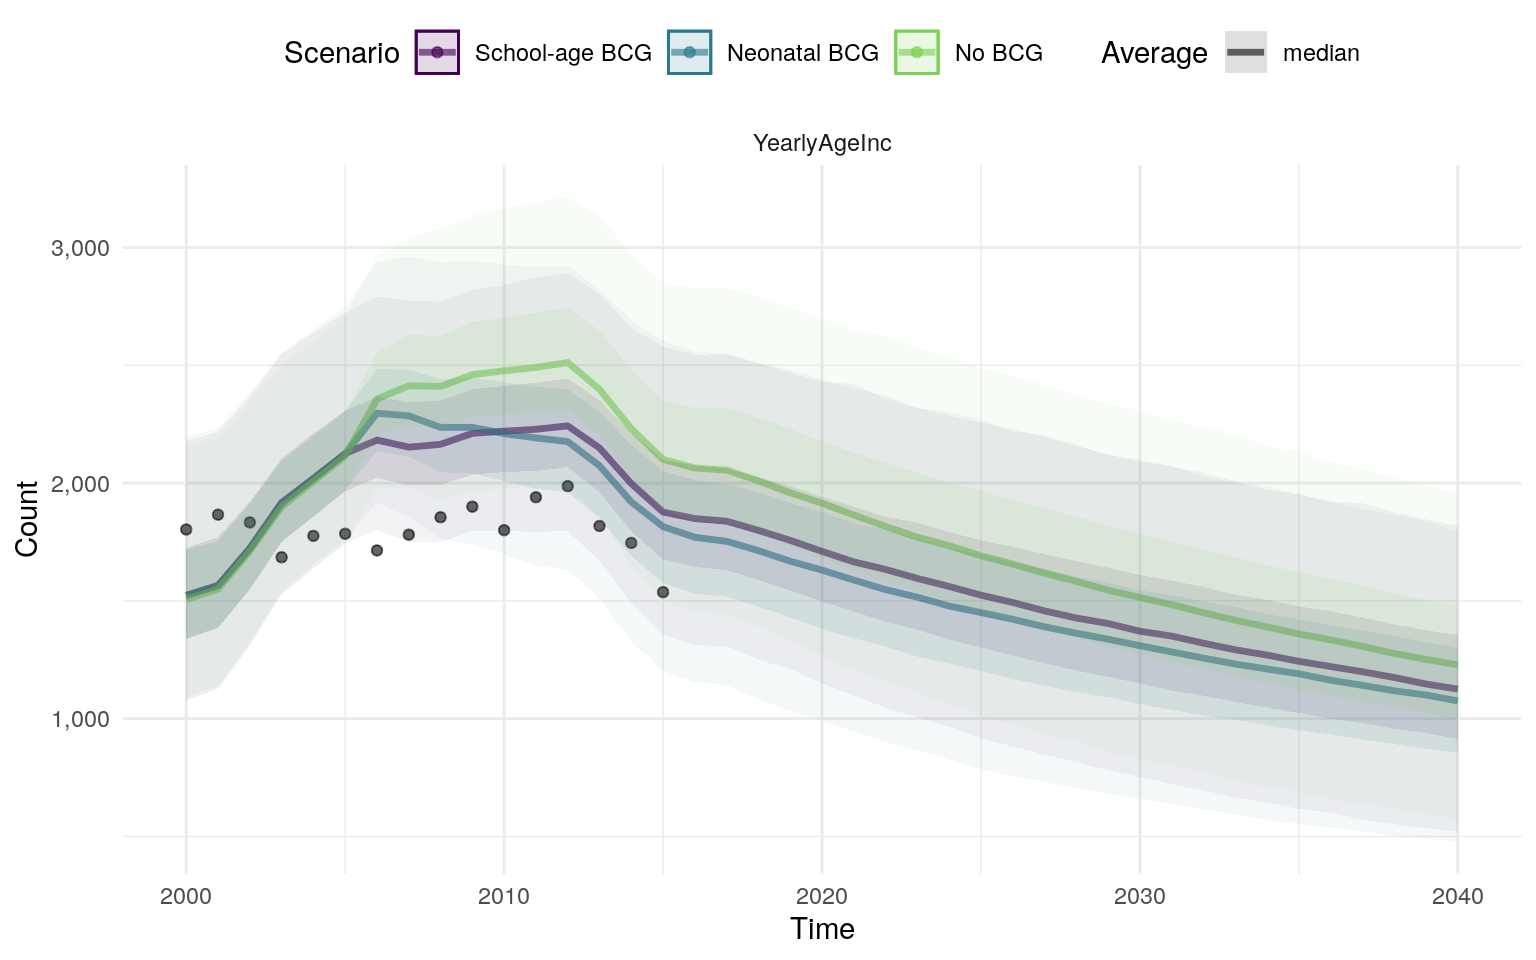 Scenario School-age BCG Neonatal BCG No BCG Average median
YearlyAgeInc
3,000
2,000
1,000
Count
2000 2010 2020 2030 2040
Time